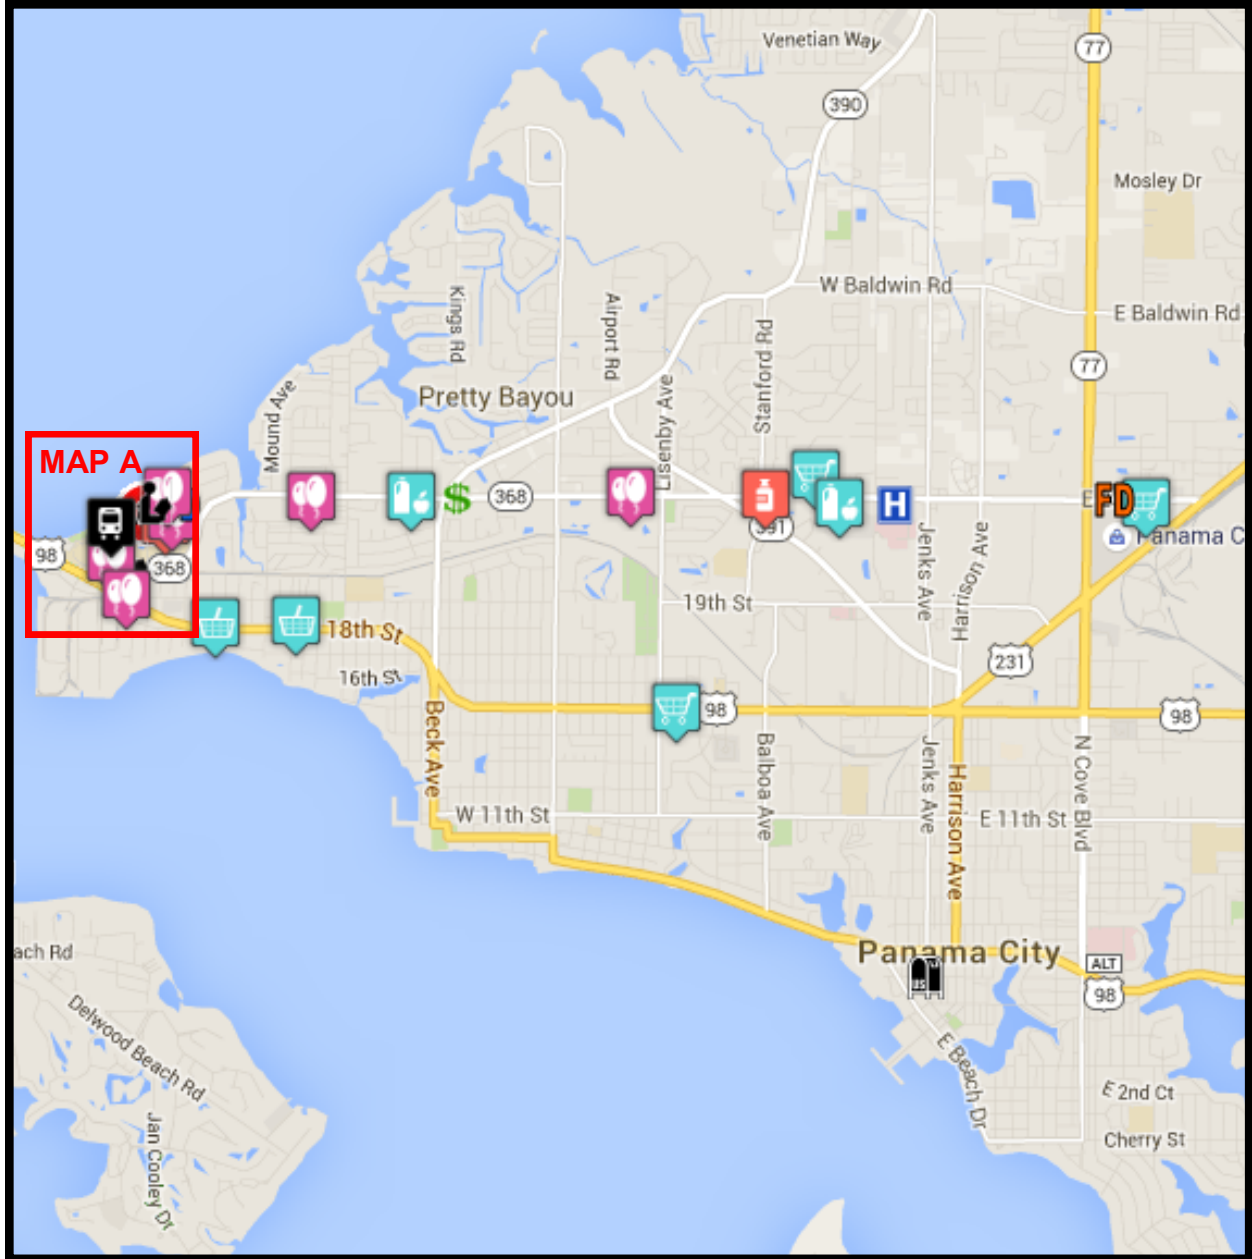 Venetian Way
77
390
Mosley Dr
W Baldwin Rd
E Baldwin Rd
Kings Rd
Airport Rd
Stanford Rd
77
Mound Ave
Pretty Bayou
Lisenby Ave
MAP A
$
368
H
E
FD
391
Panama C
98
368
Jenks Ave
Harrison Ave
19th St
18th St
16th St
231
98
98
Beck Ave
Balboa Ave
Jenks Ave
Harrison Ave
N Cove Blvd
W 11th St
E 11th St
Panama City
ach Rd
ALT
98
US
Delwood Beach Rd
E Beach Dr
E 2nd Ct
Cherry St
Jan Cooley Dr